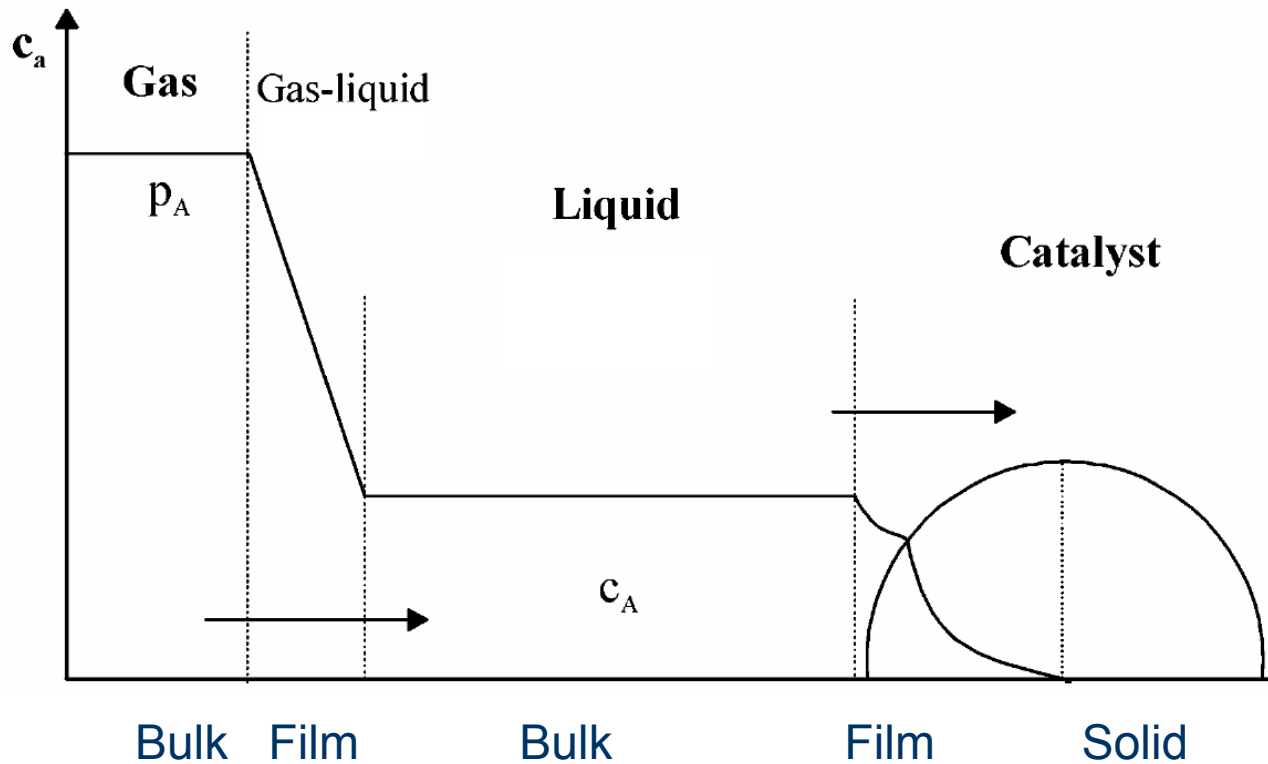 c_a
Gas
Gas-liquid
p_A
Liquid
Catalyst
c_A
Bulk Film Bulk Film Solid